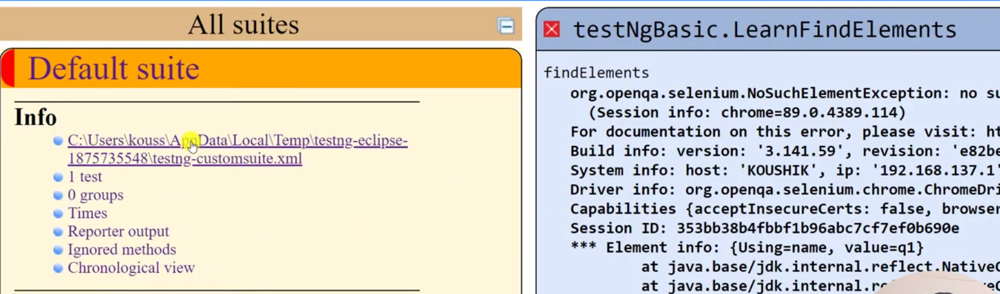 All suites
Default suite
Info
C:\Users\kouss\AppData\Local\Temp\testng-eclipse-
1875735548\testng-customsuite.xml
1 test
0 groups
Times
Reporter output
Ignored methods
Chronological view
testNgBasic.LearnFindElements
findElements
org.openqa.selenium.NoSuchElementException: no su
(Session info: chrome=89.0.4389.114)
For documentation on this error, please visit: ht
Build info: version: '3.141.59', revision: 'e82be
System info: host: 'KOUSHIK', ip: '192.168.137.1'
Driver info: org.openqa.selenium.chrome.ChromeDri
Capabilities {acceptInsecureCerts: false, browser
Session ID: 353bb38b4fbbf1b96abc7cf7ef0b690e
*** Element info: {Using=name, value=q1}
at java.base/jdk.internal.reflect.Native
at java.base/jdk.internal.re